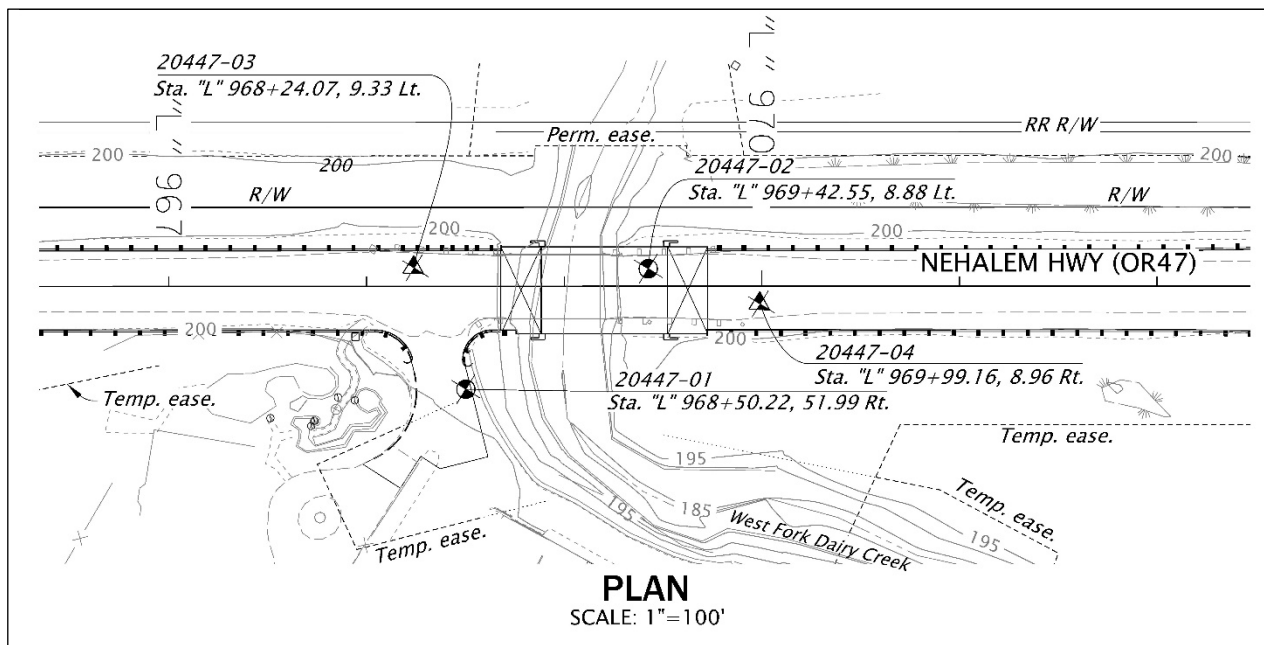 20447-03
Sta. "L" 968+24.07, 9.33 Lt.
"L" 967
"L" 970
Perm. ease.
RR R/W
200
200
200
20447-02
Sta. "L" 969+42.55, 8.88 Lt.
R/W
R/W
200
200
NEHALEM HWY (OR47)
200
200
20447-04
Sta. "L" 969+99.16, 8.96 Rt.
20447-01
Sta. "L" 968+50.22, 51.99 Rt.
Temp. ease.
Temp. ease.
195
185
195
195
West Fork Dairy Creek
Temp. ease.
Temp. ease.
PLAN
SCALE: 1"=100'